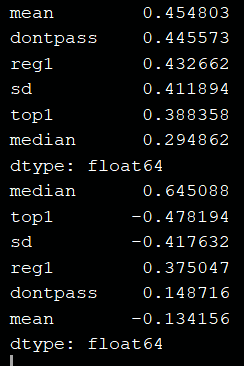 mean 0.454803
dontpass 0.445573
reg1 0.432662
sd 0.411894
top1 0.388358
median 0.294862
dtype: float64
median 0.645088
top1 -0.478194
sd -0.417632
reg1 0.375047
dontpass 0.148716
mean -0.134156
dtype: float64